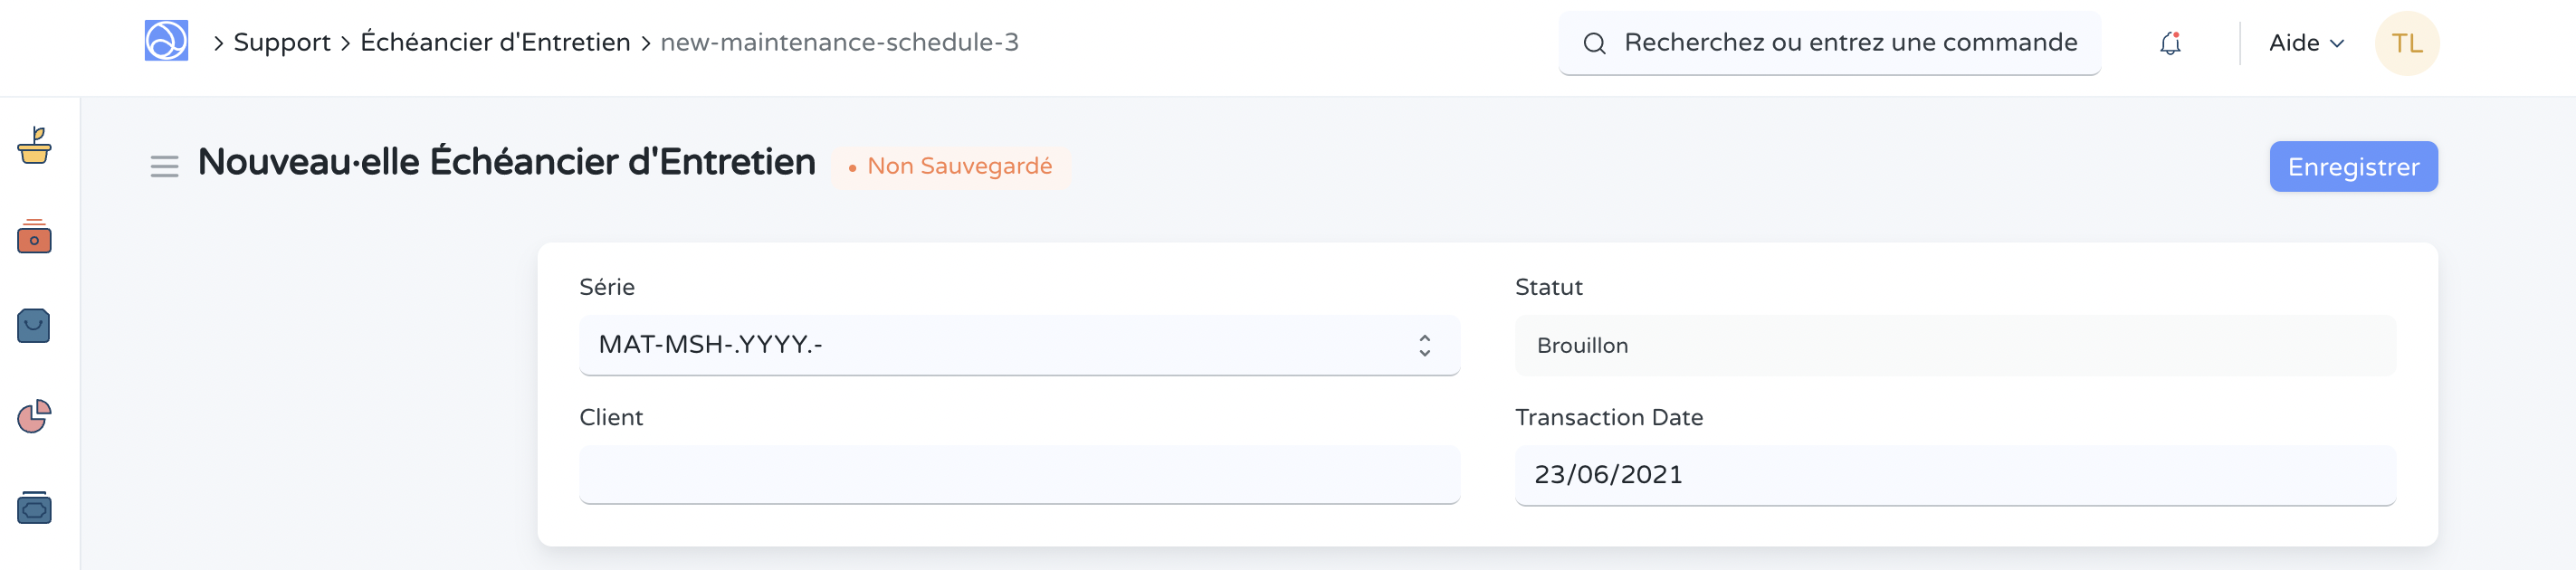 Support Échéancier d'Entretien new-maintenance-schedule-3
Recherchez ou entrez une commande
Aide
TL
Nouveau·elle Échéancier d'Entretien
Non Sauvegardé
Enregistrer
Série
MAT-MSH-.YYYY.-
Statut
Brouillon
Client
Transaction Date
23/06/2021